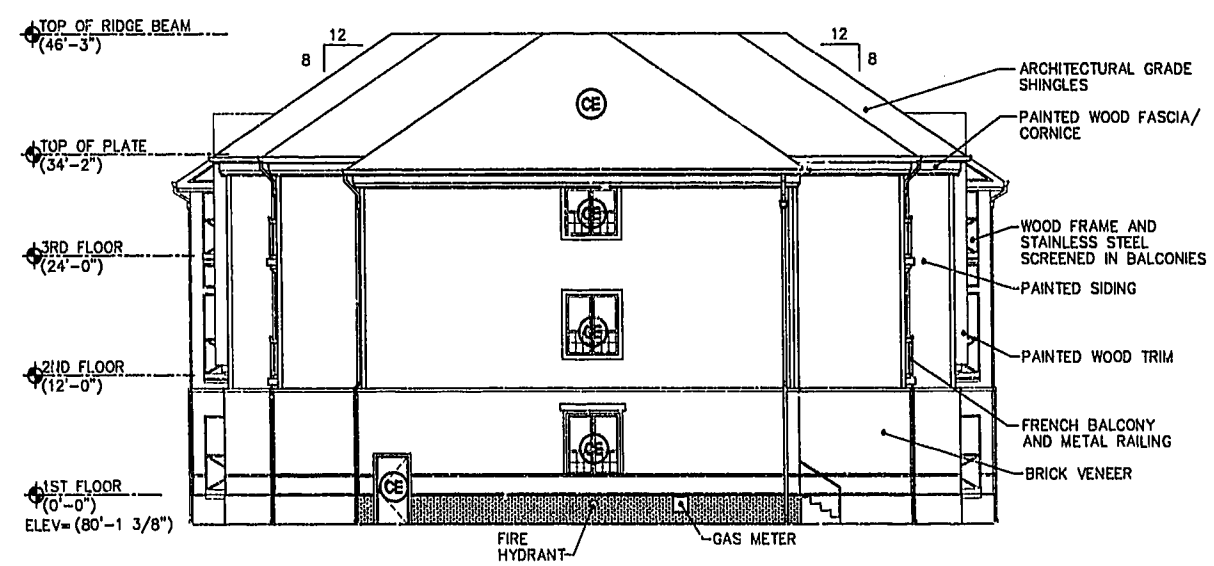 TOP OF RIDGE BEAM
(46'-3")
12
8
12
8
CE
ARCHITECTURAL GRADE
SHINGLES
PAINTED WOOD FASCIA/
CORNICE
TOP OF PLATE
(34'-2")
CE
WOOD FRAME AND
STAINLESS STEEL
SCREENED IN BALCONIES
3RD FLOOR
(24'-0")
PAINTED SIDING
CE
PAINTED WOOD TRIM
2ND FLOOR
(12'-0")
FRENCH BALCONY
AND METAL RAILING
CE
BRICK VENEER
CE
1ST FLOOR
(0'-0")
ELEV= (80'-1 3/8")
FIRE
HYDRANT
GAS METER